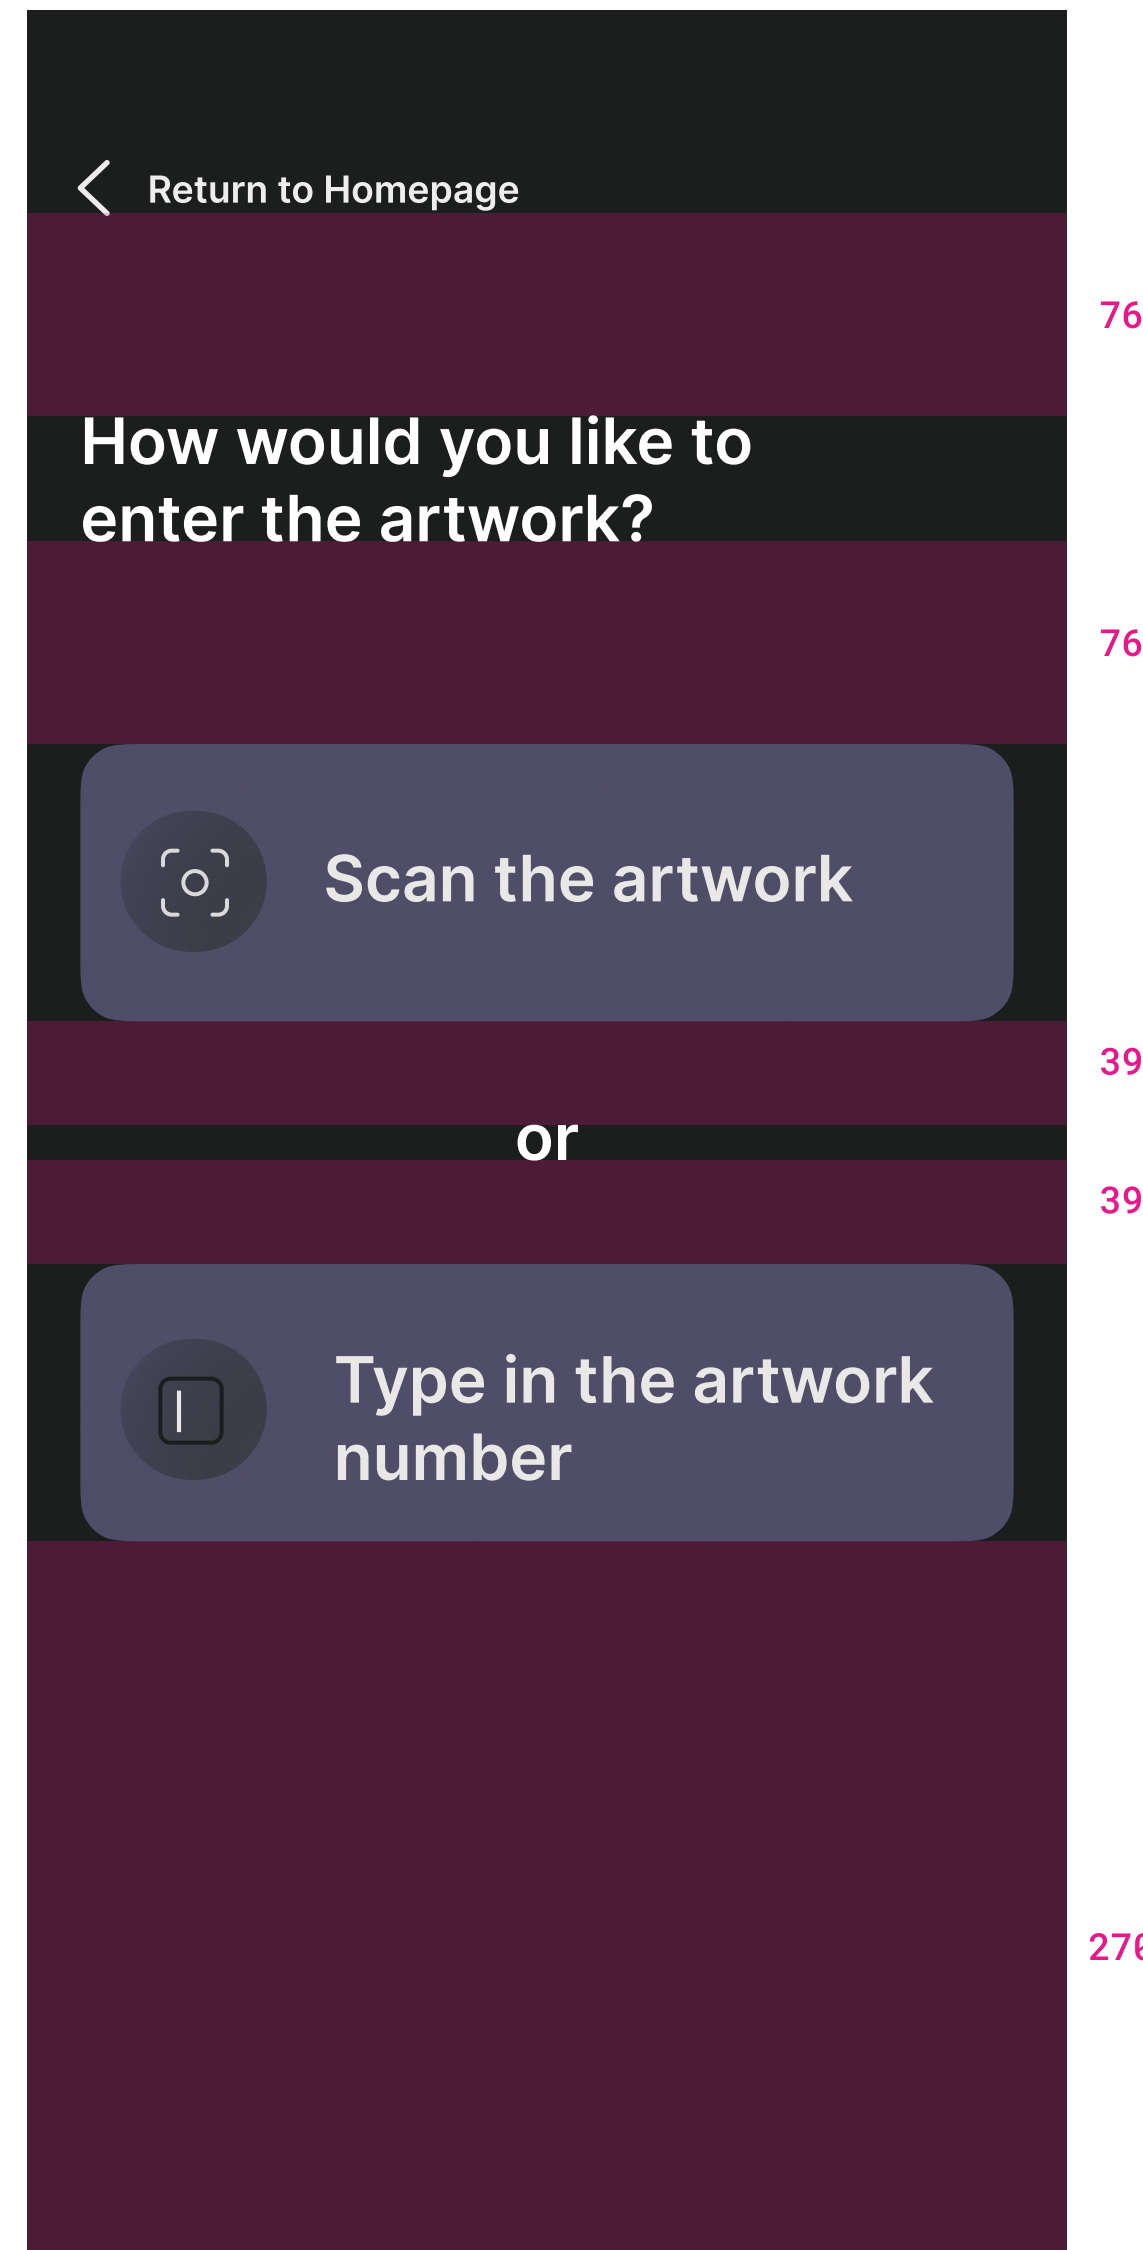 Return to Homepage
76
How would you like to
enter the artwork?
76
Scan the artwork
39
or
39
Type in the artwork
number